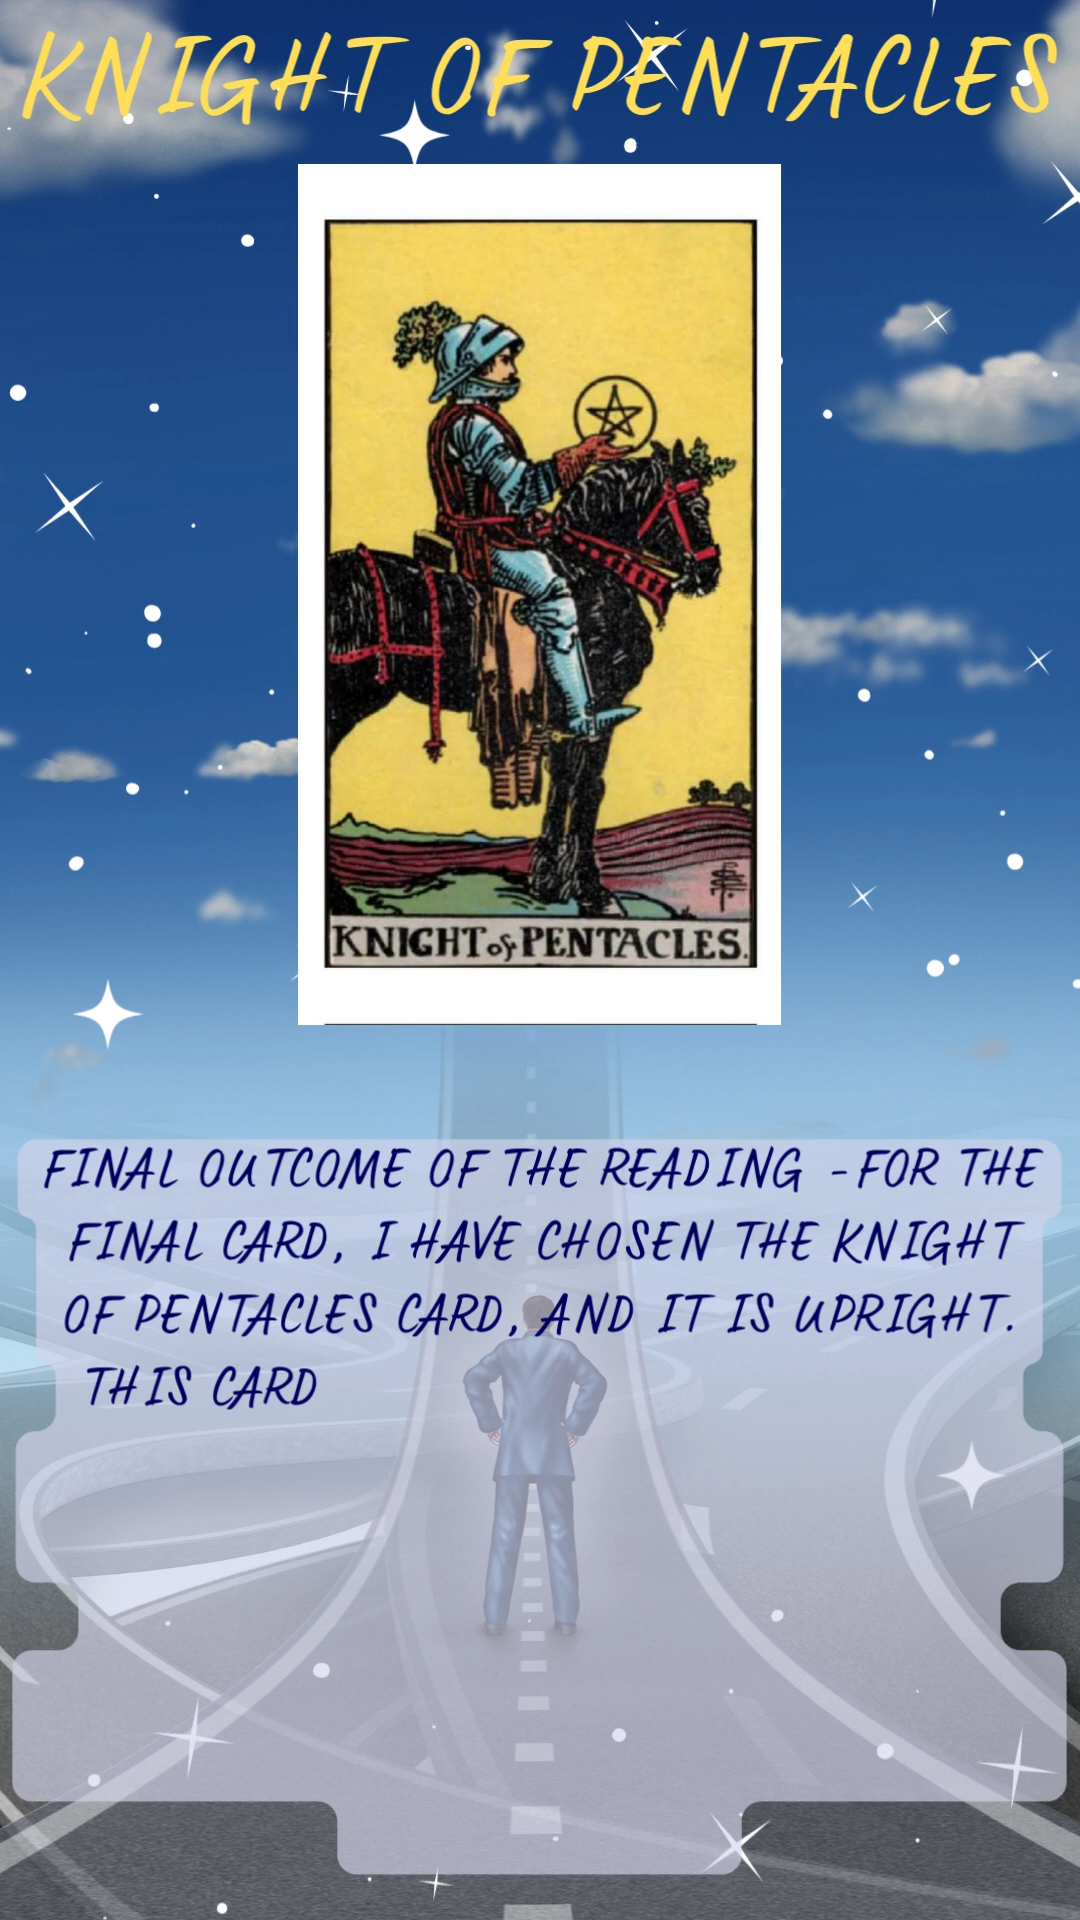 KNIGHT OF PENTACLES
KNIGHT of PENTACLES.
FINAL OUTCOME OF THE READING - FOR THE
FINAL CARD, I HAVE CHOSEN THE KNIGHT
OF PENTACLES CARD, AND IT IS UPRIGHT.
THIS CARD